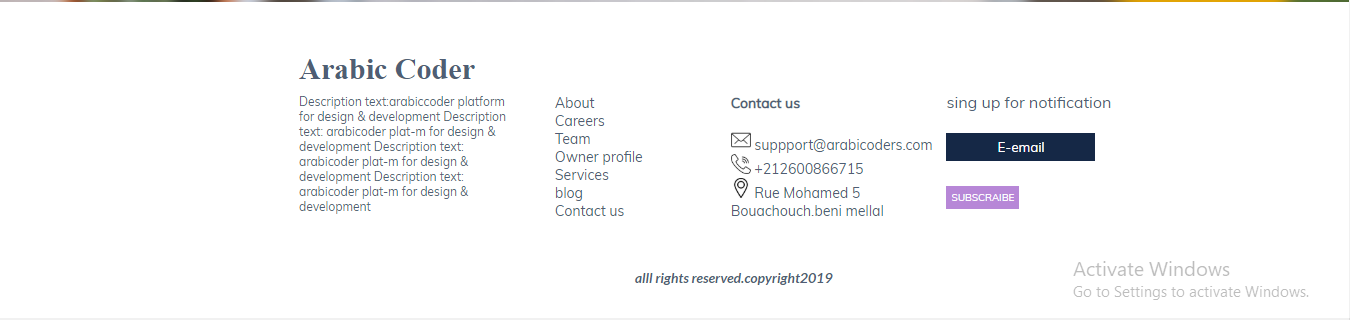 Arabic Coder
Description text:arabiccoder platform
for design & development Description
text: arabicoder plat-m for design &
development Description text:
arabicoder plat-m for design &
development Description text:
arabicoder plat-m for design &
development
About
Careers
Team
Owner profile
Services
blog
Contact us
Contact us
suppport@arabicoders.com
+212600866715
Rue Mohamed 5
Bouachouch.beni mellal
sing up for notification
E-email
SUBSCRAIBE
alll rights reserved.copyright2019
Activate Windows
Go to Settings to activate Windows.